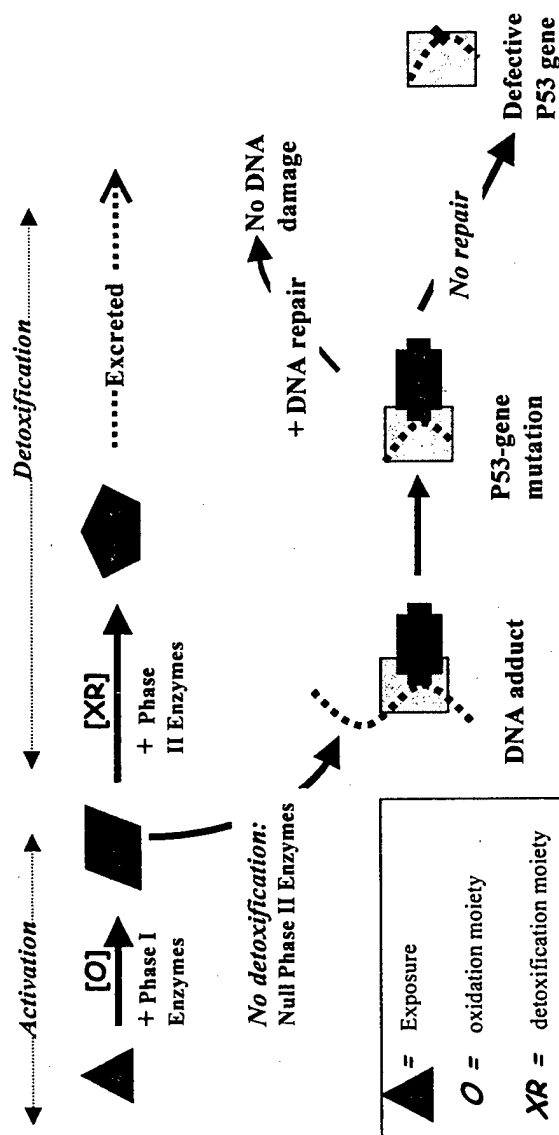 Activation
Detoxification
[O]
+ Phase I
Enzymes
[XR]
+ Phase
II Enzymes
Excreted
No detoxification:
Null Phase II Enzymes
+ DNA repair
No DNA
damage
DNA adduct
P53-gene
mutation
No repair
Defective
P53 gene
= Exposure
O = oxidation moiety
XR = detoxification moiety